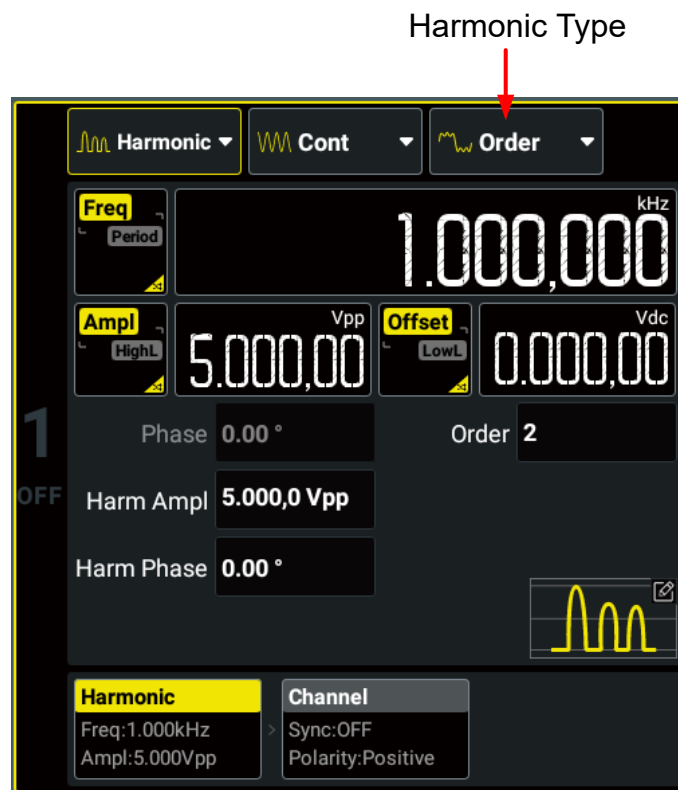 Harmonic Type
Harmonic Cont Order
Freq Period 1.000,000 kHz
Ampl HighL 5.000,00 Vpp Offset LowL 0.000,00 Vdc
1
OFF
Phase 0.00 ° Order 2
Harm Ampl 5.000,0 Vpp
Harm Phase 0.00 °
Harmonic
Freq:1.000kHz
Ampl:5.000Vpp
>
Channel
Sync:OFF
Polarity:Positive